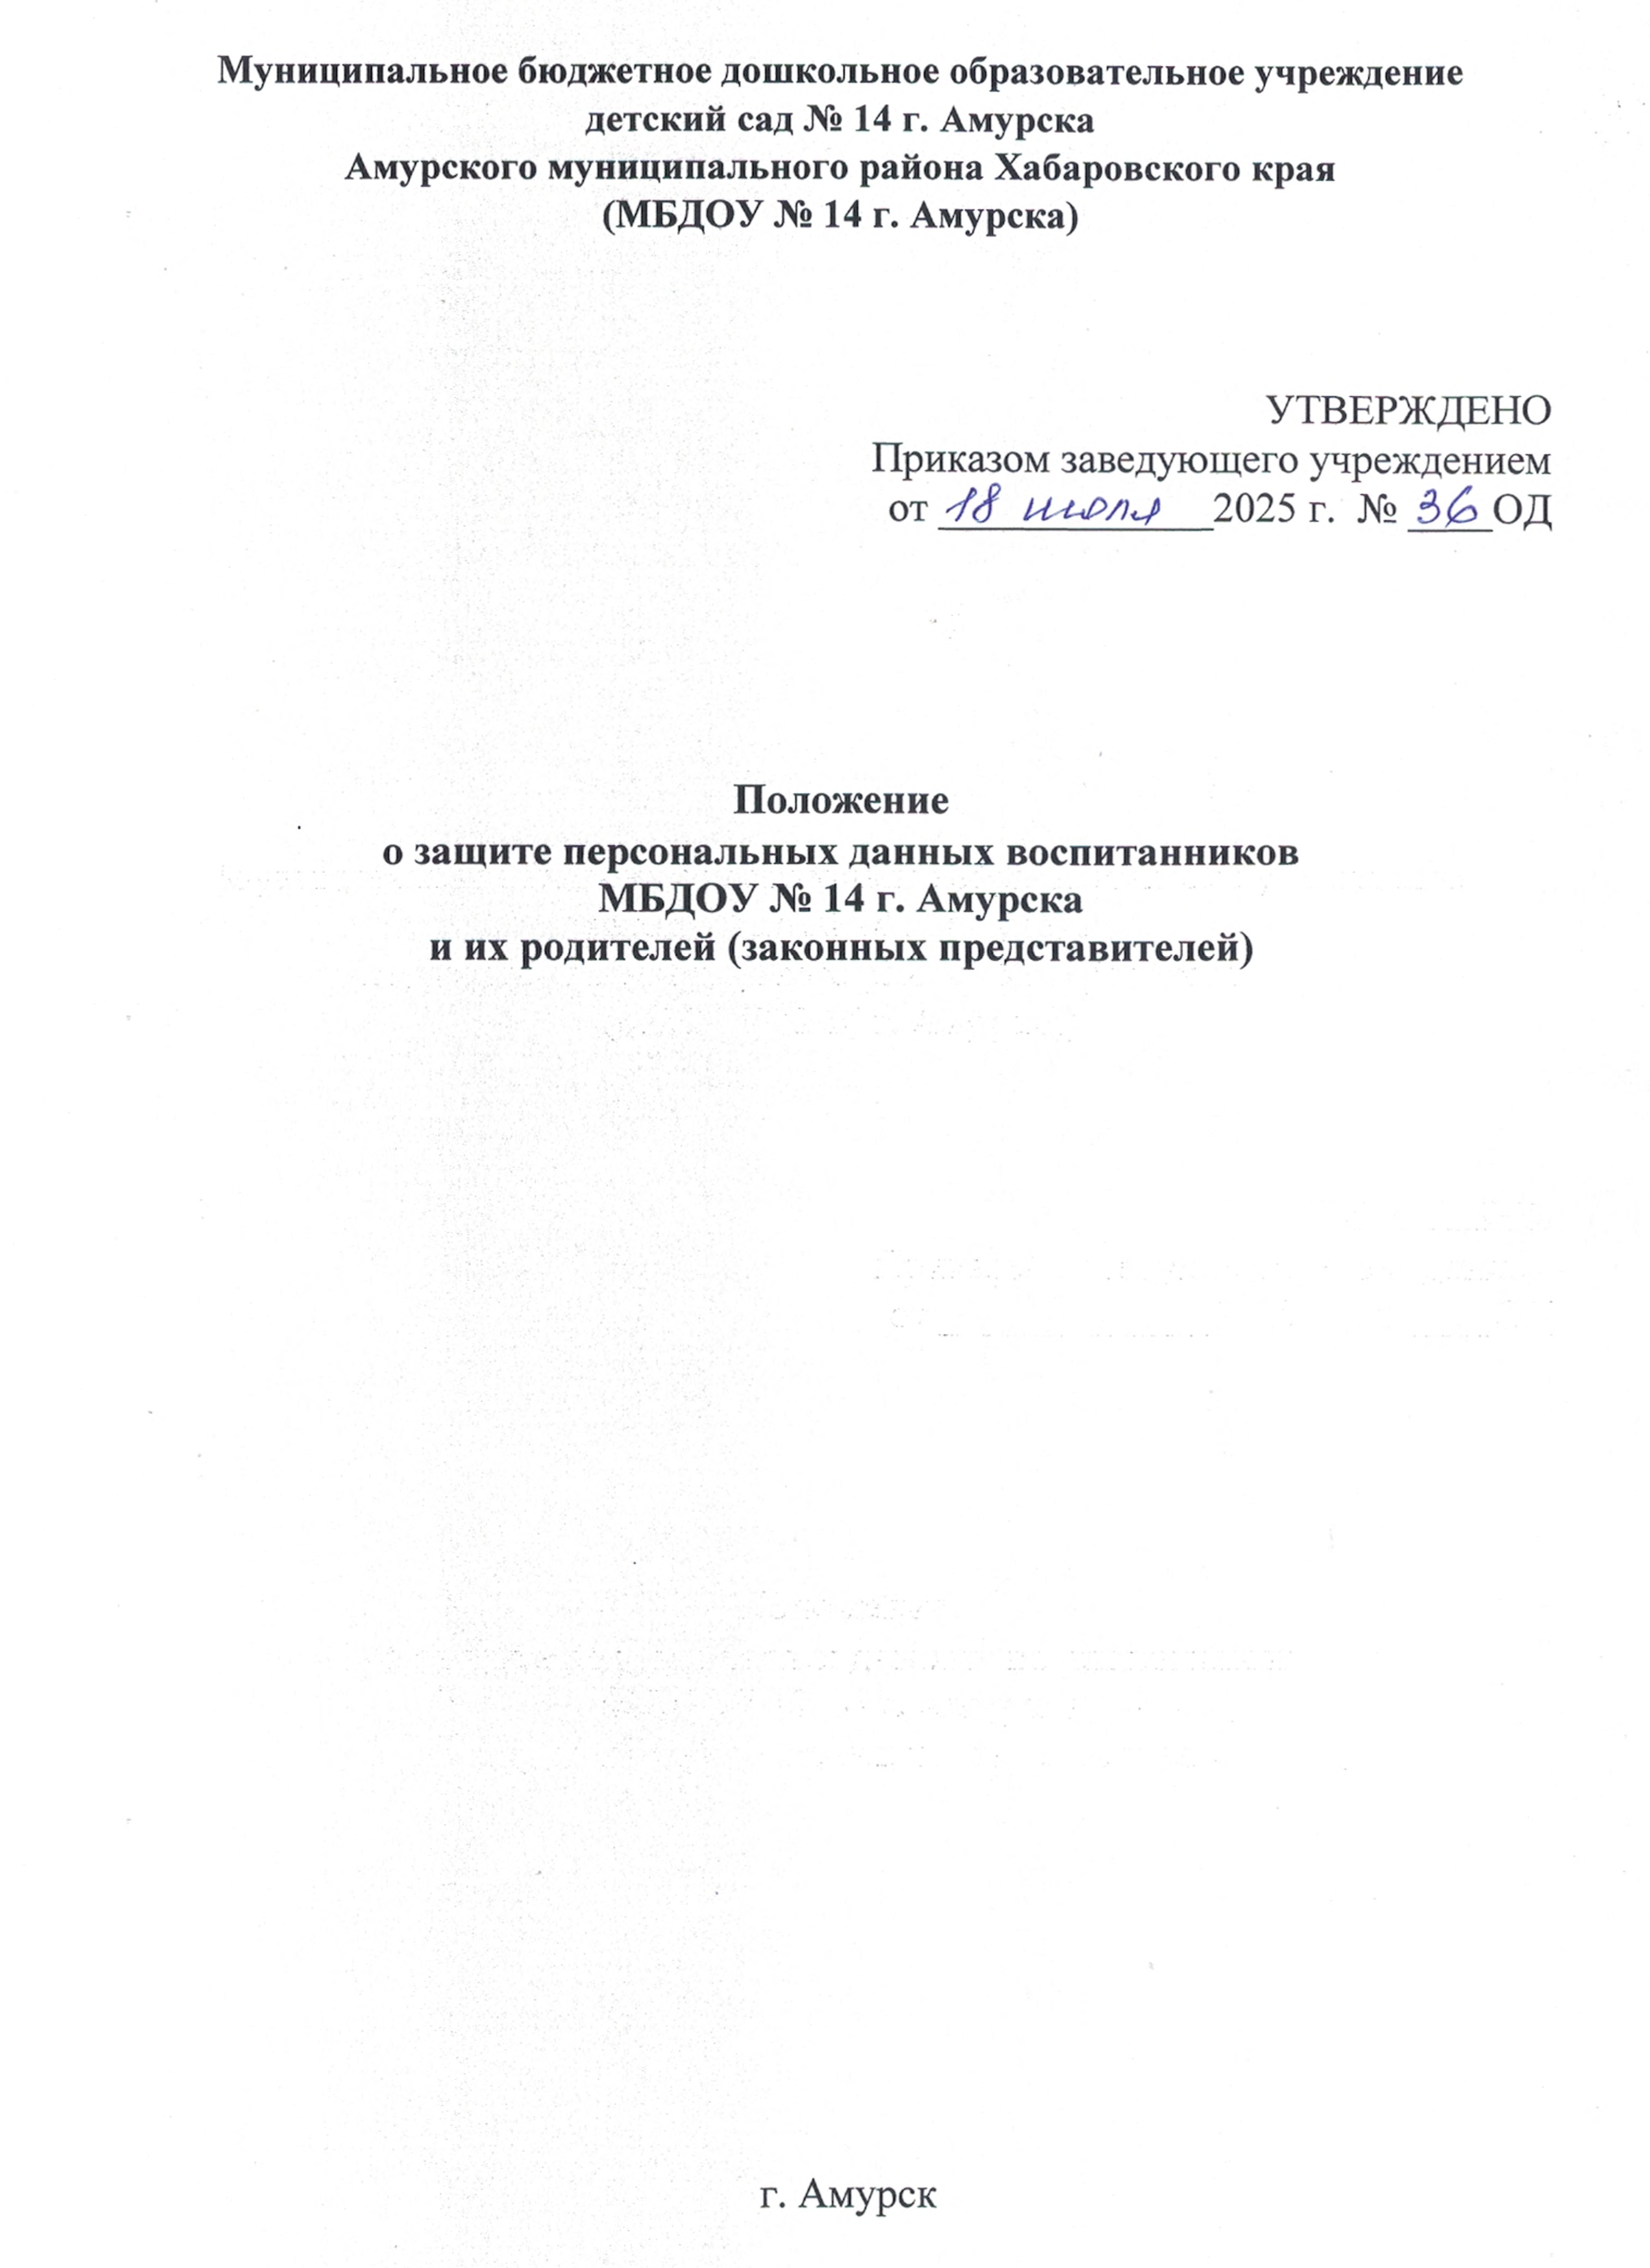 Муниципальное бюджетное дошкольное образовательное учреждение
детский сад № 14 г. Амурска
Амурского муниципального района Хабаровского края
(МБДОУ № 14 г. Амурска)
УТВЕРЖДЕНО
Приказом заведующего учреждением
от 18 июля 2025 г. № 36 ОД
Положение
о защите персональных данных воспитанников
МБДОУ № 14 г. Амурска
и их родителей (законных представителей)
г. Амурск